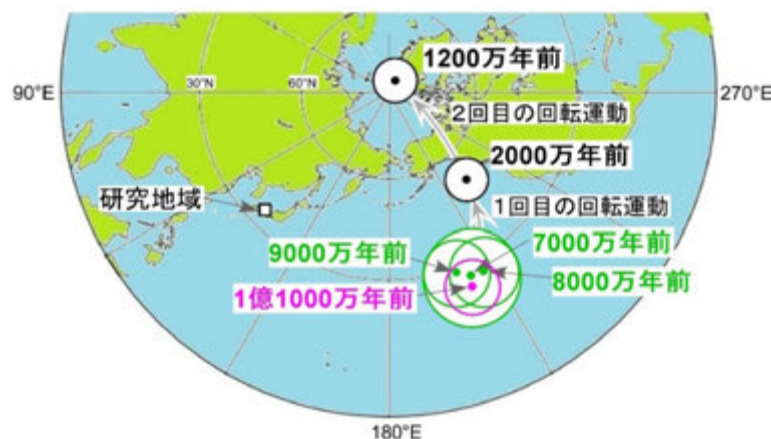 1200万年前
90°E
30°N
60°N
270°E
2回目の回転運動
2000万年前
研究地域
1回目の回転運動
9000万年前
7000万年前
8000万年前
1億1000万年前
180°E